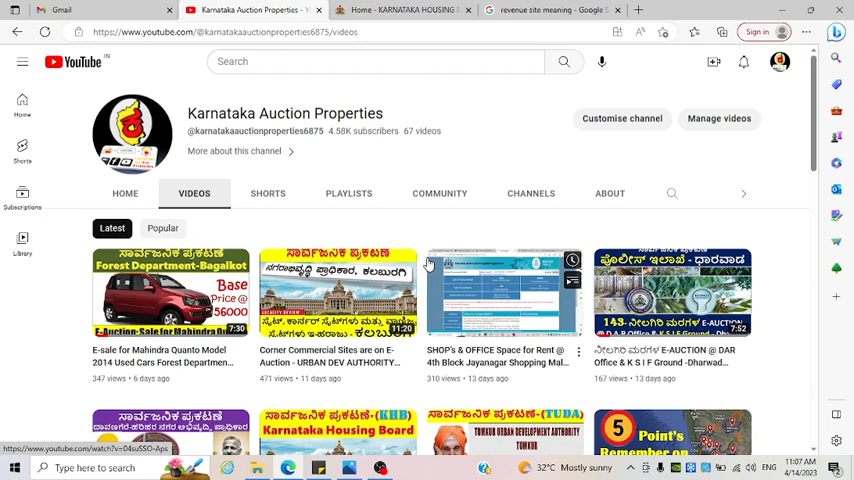 Gmail
Karnataka Auction Properties - Y
Home - KARNATAKA HOUSING B
revenue site meaning - Google S
https://www.youtube.com/@karnatakaauctionproperties6875/videos
Sign in
YouTube IN
Search
Karnataka Auction Properties
@karnatakaauctionproperties6875 4.58K subscribers 67 videos
More about this channel
Customise channel
Manage videos
Home
Shorts
Subscriptions
Library
HOME
VIDEOS
SHORTS
PLAYLISTS
COMMUNITY
CHANNELS
ABOUT
Latest
Popular
ಸಾರ್ವಜನಿಕ ಪ್ರಕಟಣೆ
Forest Department-Bagalkot
Base
Price @
56000
E-Auction-Sale for Mahindra Quanto
7:30
E-sale for Mahindra Quanto Model
2014 Used Cars Forest Departmen...
347 views • 6 days ago
ಸಾರ್ವಜನಿಕ ಪ್ರಕಟಣೆ
ನಗರಾಭಿವೃದ್ಧಿ ಪ್ರಾಧಿಕಾರ, ಕಲಬುರಗಿ
11:20
Corner Commercial Sites are on E-
Auction - URBAN DEV AUTHORITY...
471 views • 11 days ago
SHOP's & OFFICE Space for Rent @
4th Block Jayanagar Shopping Mal...
310 views • 13 days ago
ಪೊಲೀಸ್ ಇಲಾಖೆ - ಧಾರವಾಡ
143-ನೀಲಗಿರಿ ಮರಗಳ E-AUCTION @
7:52
ನೀಲಗಿರಿ ಮರಗಳ E-AUCTION @ DAR
Office & K S I F Ground -Dharwad...
167 views • 13 days ago
ಸಾರ್ವಜನಿಕ ಪ್ರಕಟಣೆ
ಸಾರ್ವಜನಿಕ ಪ್ರಕಟಣೆ-(KHB)
Karnataka Housing Board
ಸಾರ್ವಜನಿಕ ಪ್ರಕಟಣೆ-(TUDA)
TUMKUR URBAN DEVELOPMENT AUTHORITY
TUMKUR
5
Point's
Remember on
https://www.youtube.com/watch?v=04suSSO-Aps
Type here to search
32°C Mostly sunny
ENG
11:07 AM
4/14/2023
2